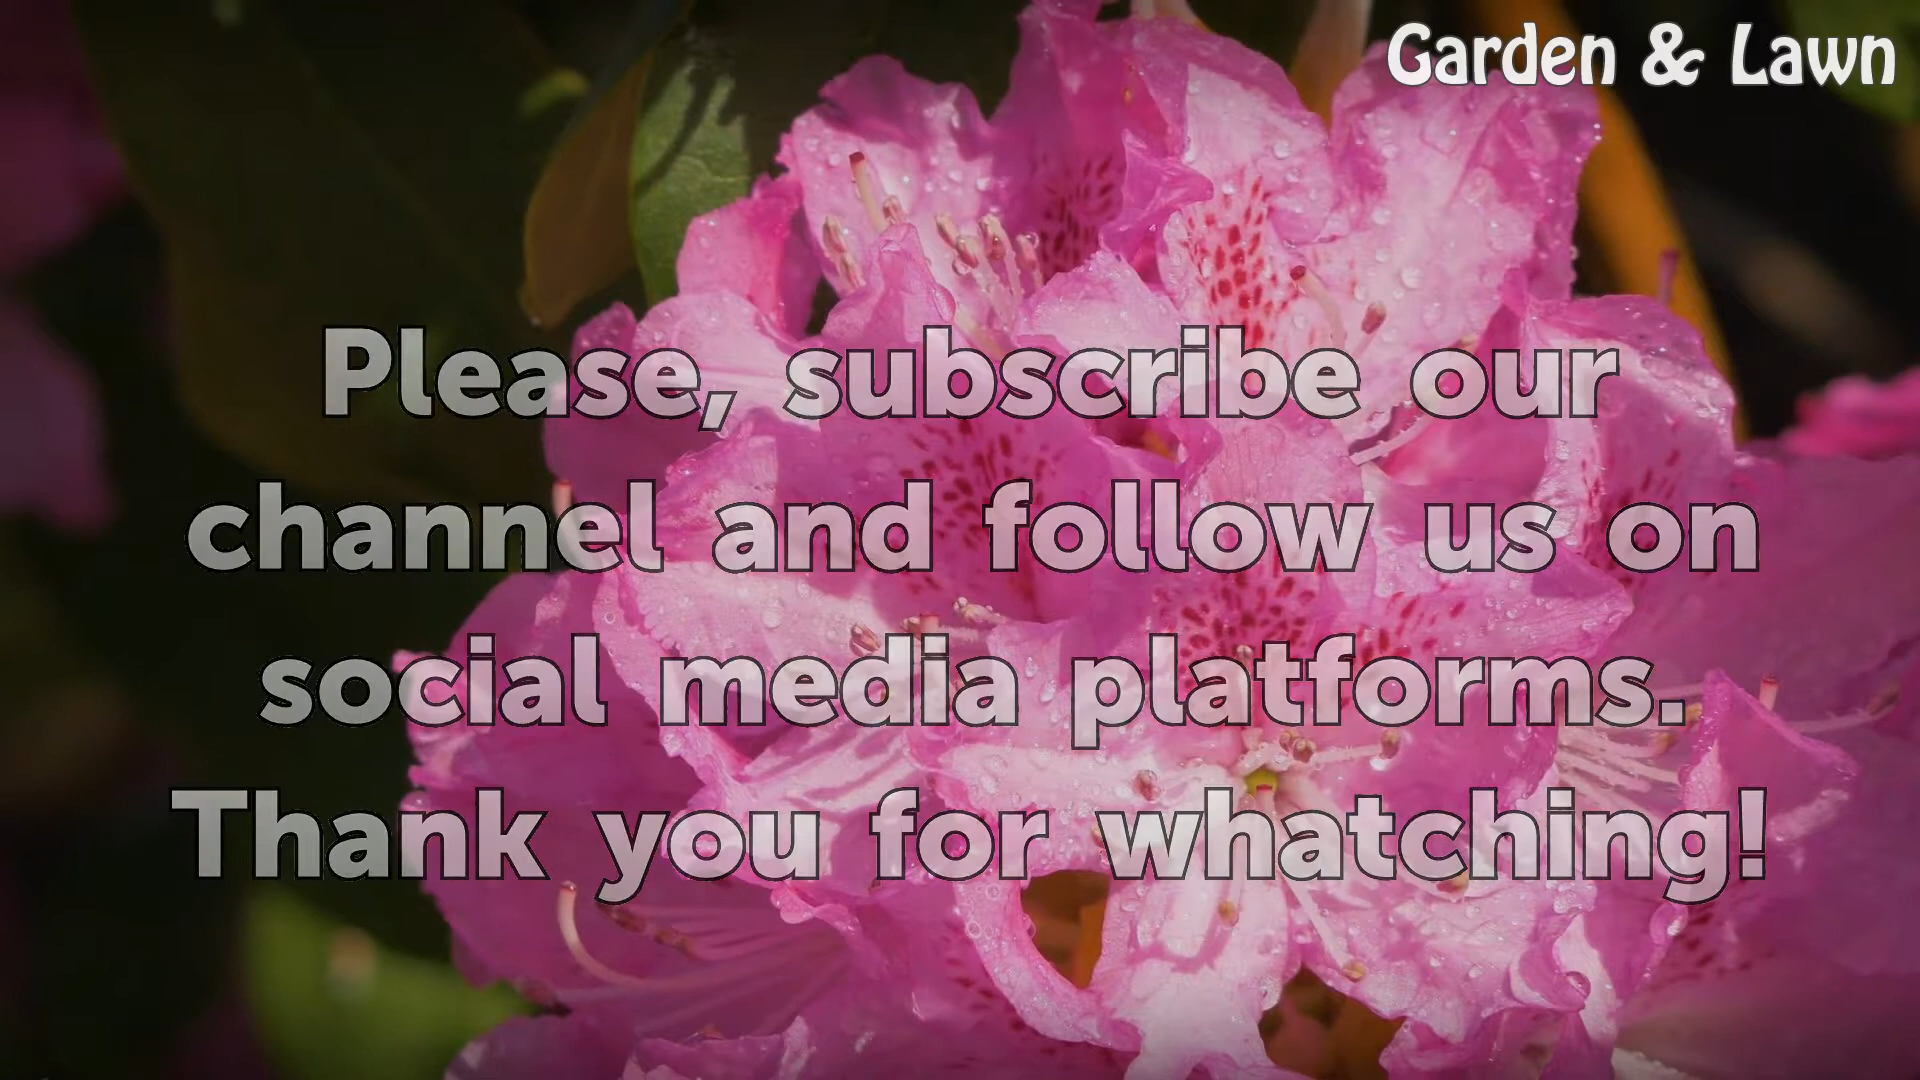 Garden & Lawn
Please, subscribe our
channel and follow us on
social media platforms.
Thank you for whatching!